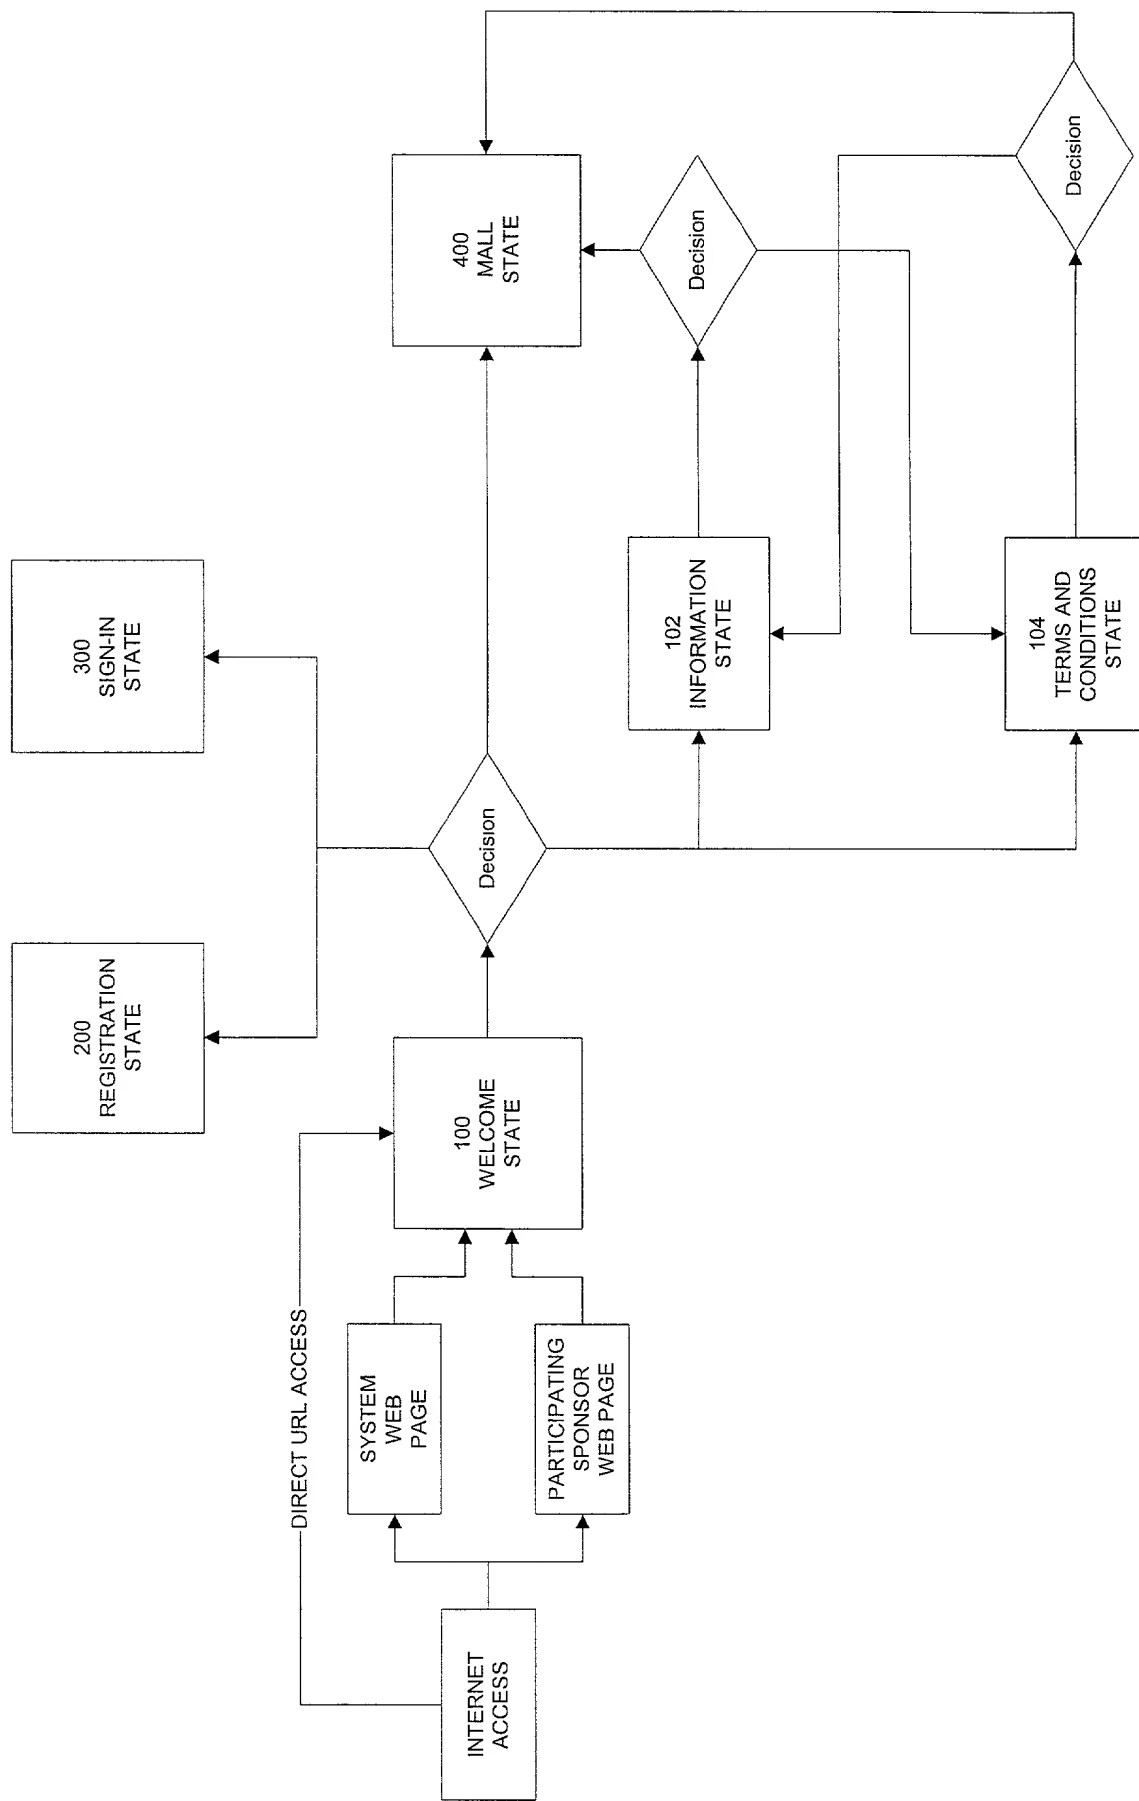 INTERNET
ACCESS
DIRECT URL ACCESS
SYSTEM
WEB
PAGE
PARTICIPATING
SPONSOR
WEB PAGE
100
WELCOME
STATE
200
REGISTRATION
STATE
Decision
300
SIGN-IN
STATE
102
INFORMATION
STATE
104
TERMS AND
CONDITIONS
STATE
400
MALL
STATE
Decision
Decision